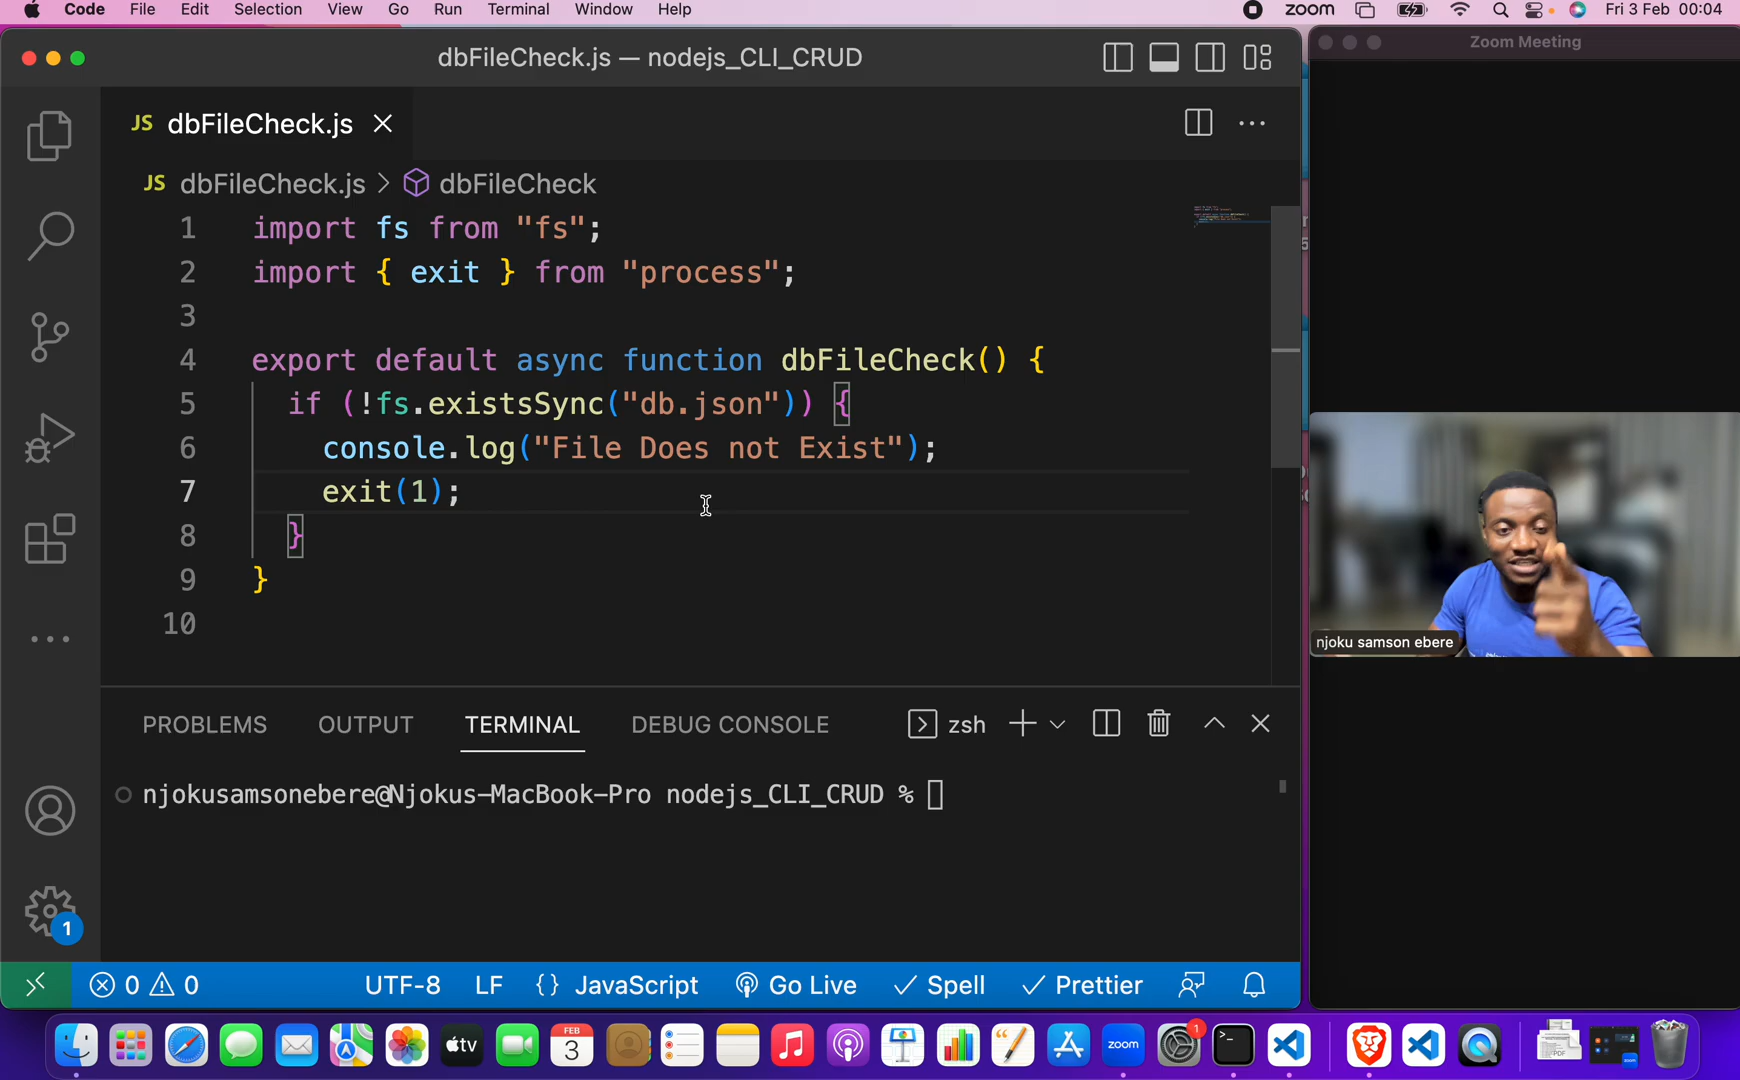 Code File Edit Selection View Go Run Terminal Window Help zoom Fri 3 Feb 00:04
dbFileCheck.js — nodejs_CLI_CRUD
Zoom Meeting
JS dbFileCheck.js
JS dbFileCheck.js > dbFileCheck
1 import fs from "fs";
2 import { exit } from "process";
3
4 export default async function dbFileCheck() {
5 if (!fs.existsSync("db.json")) {
6 console.log("File Does not Exist");
7 exit(1);
8 }
9 }
10
njoku samson ebere
PROBLEMS OUTPUT TERMINAL DEBUG CONSOLE zsh
njokusamsonebere@Njokus-MacBook-Pro nodejs_CLI_CRUD %
1
0 0 UTF-8 LF {} JavaScript Go Live Spell Prettier
tv FEB 3 zoom 1 PDF